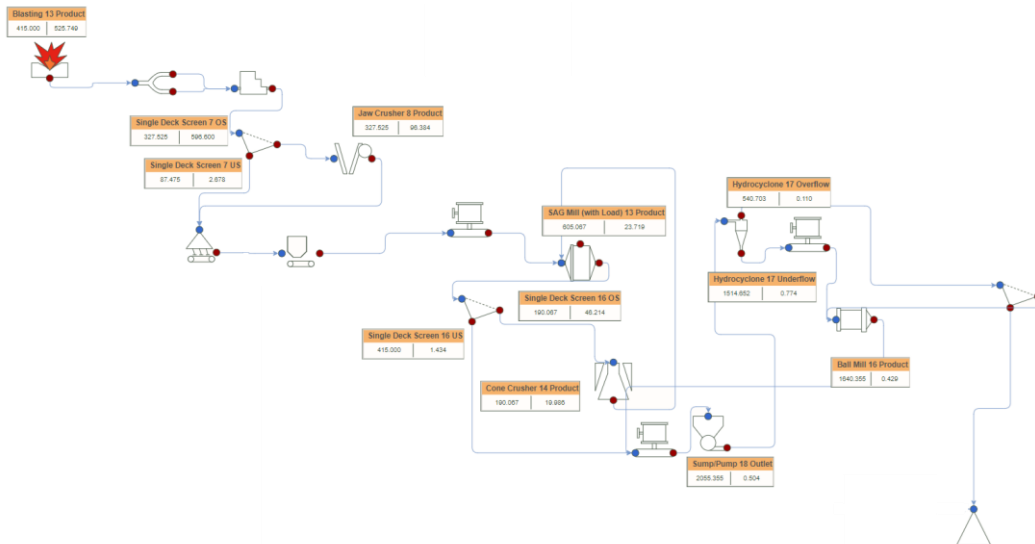 Blasting 13 Product
415.000 525.749
Jaw Crusher 8 Product
327.525 96.384
Single Deck Screen 7 OS
327.525 596.600
Single Deck Screen 7 US
87.475 2.678
Hydrocyclone 17 Overflow
540.703 0.110
SAG Mill (with Load) 13 Product
605.067 23.719
Hydrocyclone 17 Underflow
1514.652 0.774
Single Deck Screen 16 OS
190.067 46.214
Single Deck Screen 16 US
415.000 1.434
Ball Mill 16 Product
1640.355 0.429
Cone Crusher 14 Product
190.067 19.986
Sump/Pump 18 Outlet
2055.355 0.504